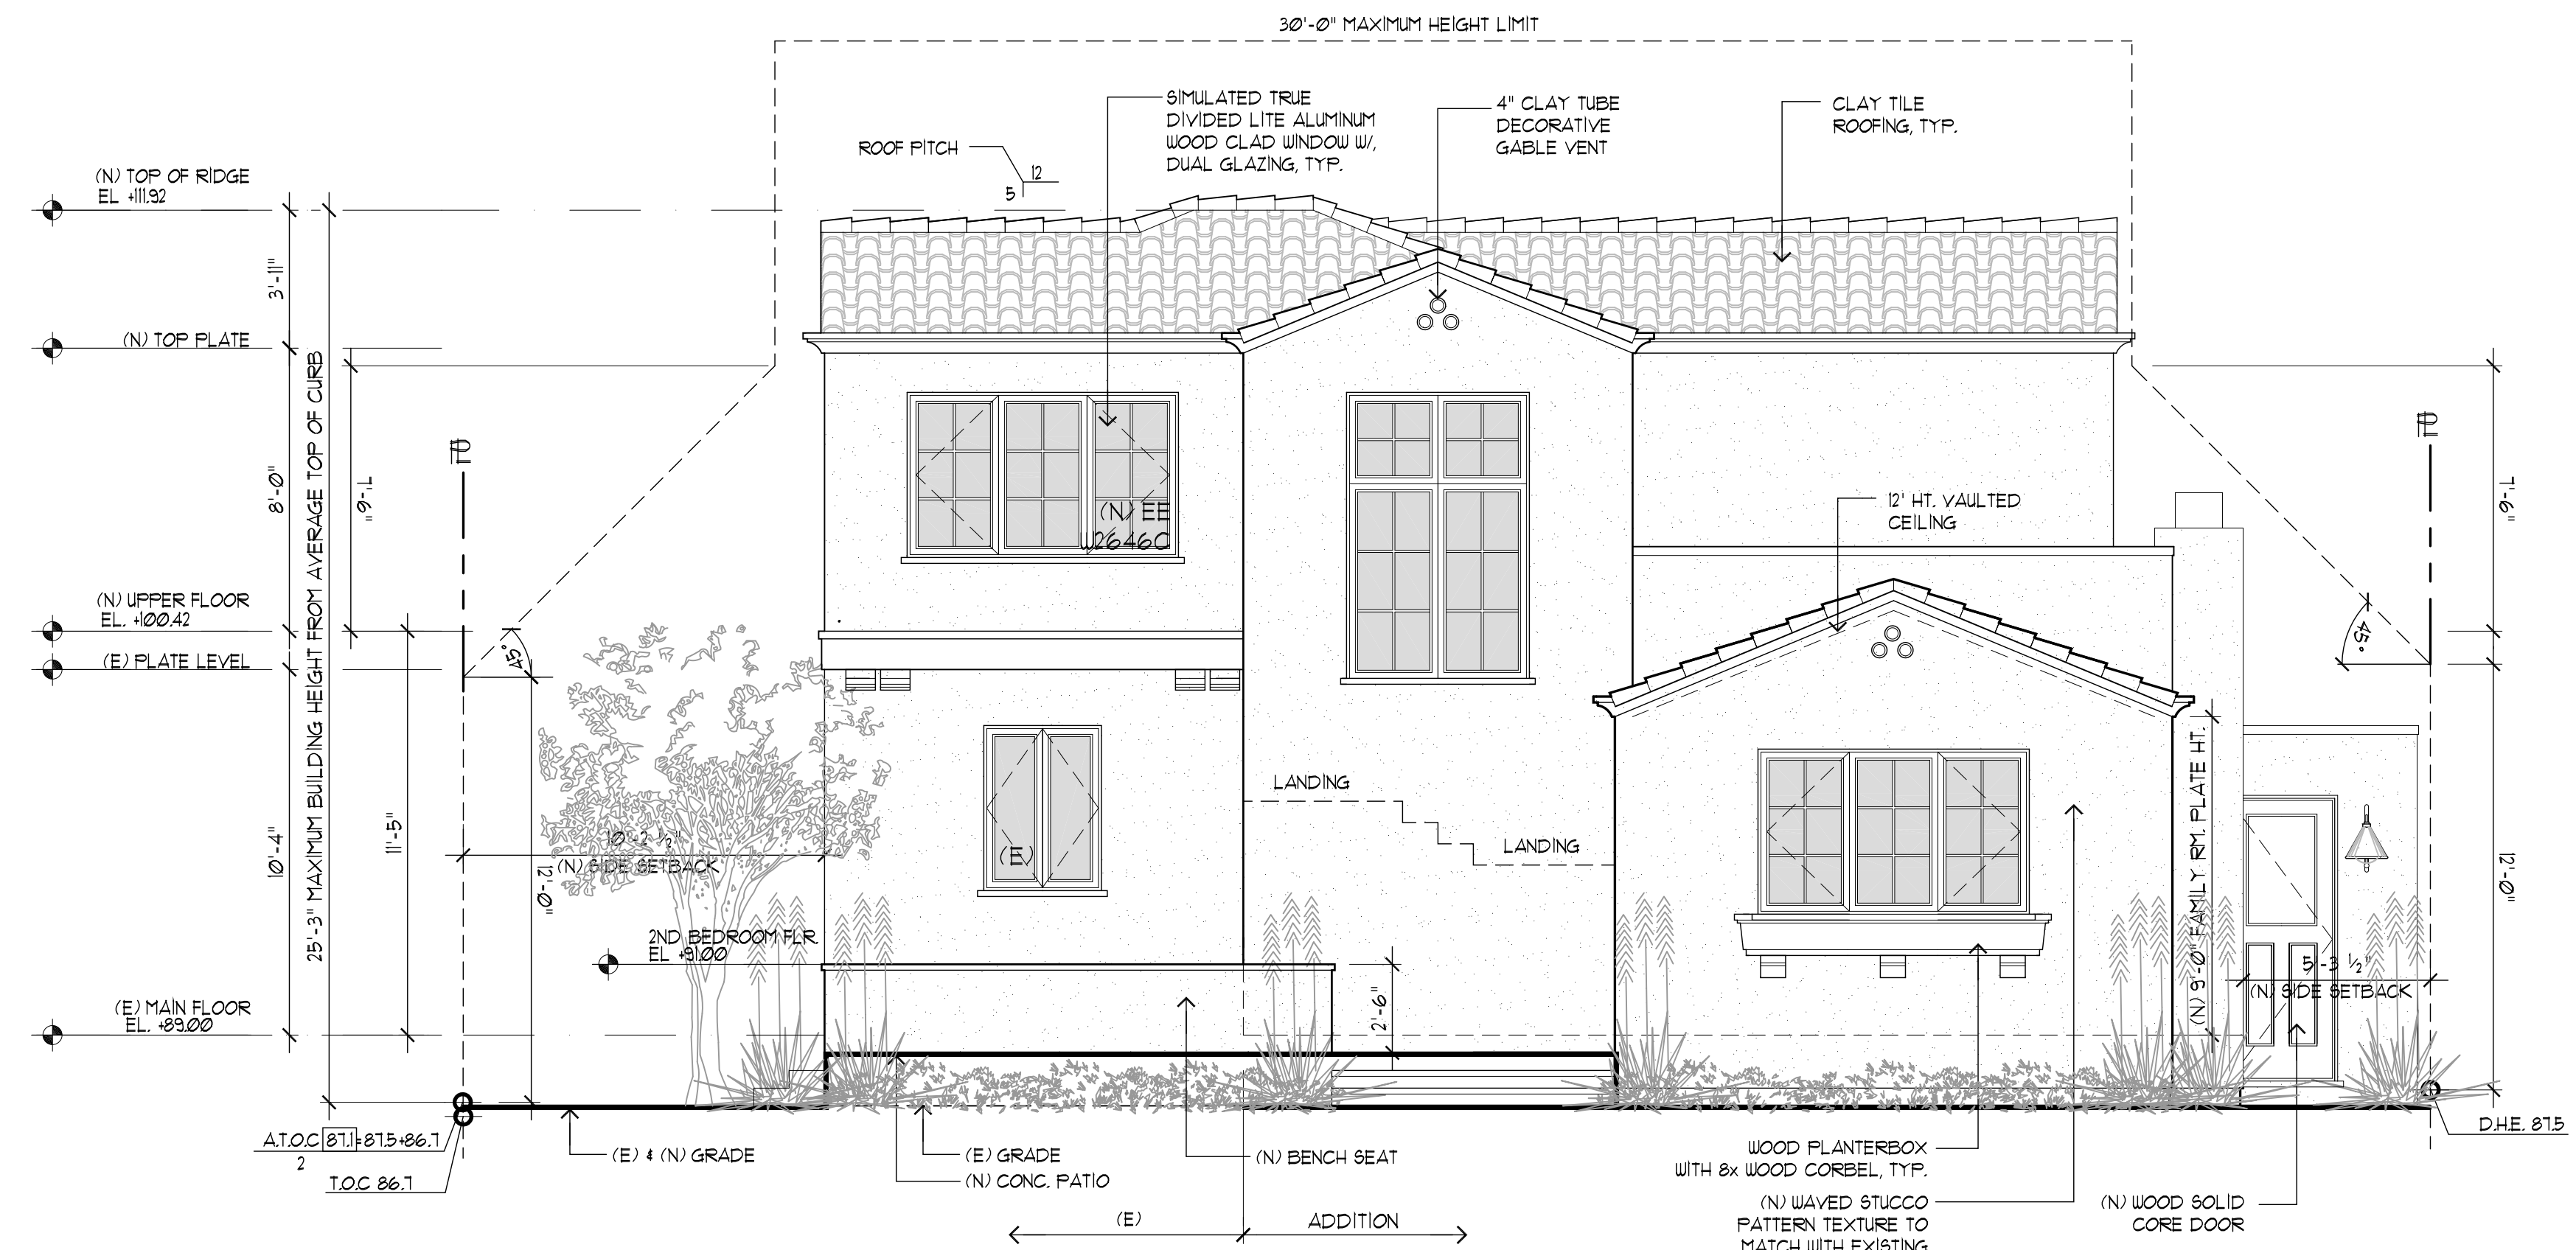 30'-0" MAXIMUM HEIGHT LIMIT
SIMULATED TRUE
DIVIDED LITE ALUMINUM
WOOD CLAD WINDOW W/,
DUAL GLAZING, TYP.
4" CLAY TUBE
DECORATIVE
GABLE VENT
CLAY TILE
ROOFING, TYP.
ROOF PITCH
12
5
(N) TOP OF RIDGE
EL +111.92
3'-11"
(N) TOP PLATE
25'-3" MAXIMUM BUILDING HEIGHT FROM AVERAGE TOP OF CURB
8'-0"
7'-6"
PL
PL
7'-6"
(N) EE
W2646C
12' HT. VAULTED
CEILING
(N) UPPER FLOOR
EL. +100.42
(E) PLATE LEVEL
45°
45°
10'-4"
11'-5"
12'-0"
10'-2 ½"
(N) SIDE SETBACK
(E)
LANDING
LANDING
(N) 9'-0" FAMILY RM. PLATE HT.
12'-0"
2ND BEDROOM FLR.
EL +91.00
5'-3 ½"
(N) SIDE SETBACK
2'-6"
(E) MAIN FLOOR
EL. +89.00
A.T.O.C 87.1=87.5+86.7
2
T.O.C 86.7
(E) & (N) GRADE
(E) GRADE
(N) CONC. PATIO
(N) BENCH SEAT
WOOD PLANTERBOX
WITH 8x WOOD CORBEL, TYP.
(N) WAVED STUCCO
PATTERN TEXTURE TO
MATCH WITH EXISTING
(N) WOOD SOLID
CORE DOOR
D.H.E. 87.5
(E)
ADDITION